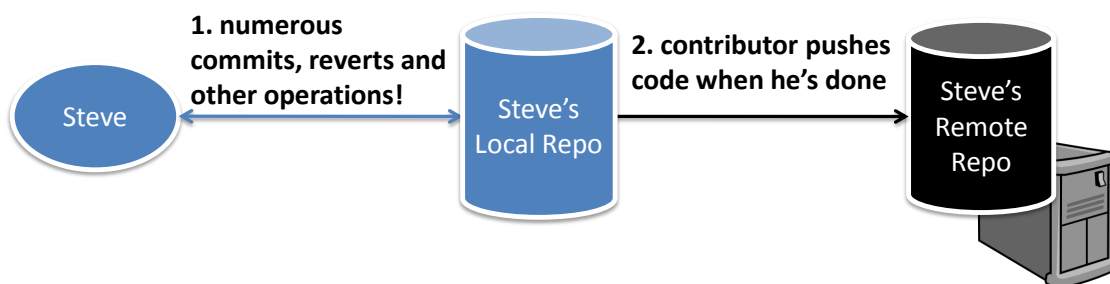 1. numerous
commits, reverts and
other operations!
2. contributor pushes
code when he's done
Steve
Steve's
Local Repo
Steve's
Remote
Repo